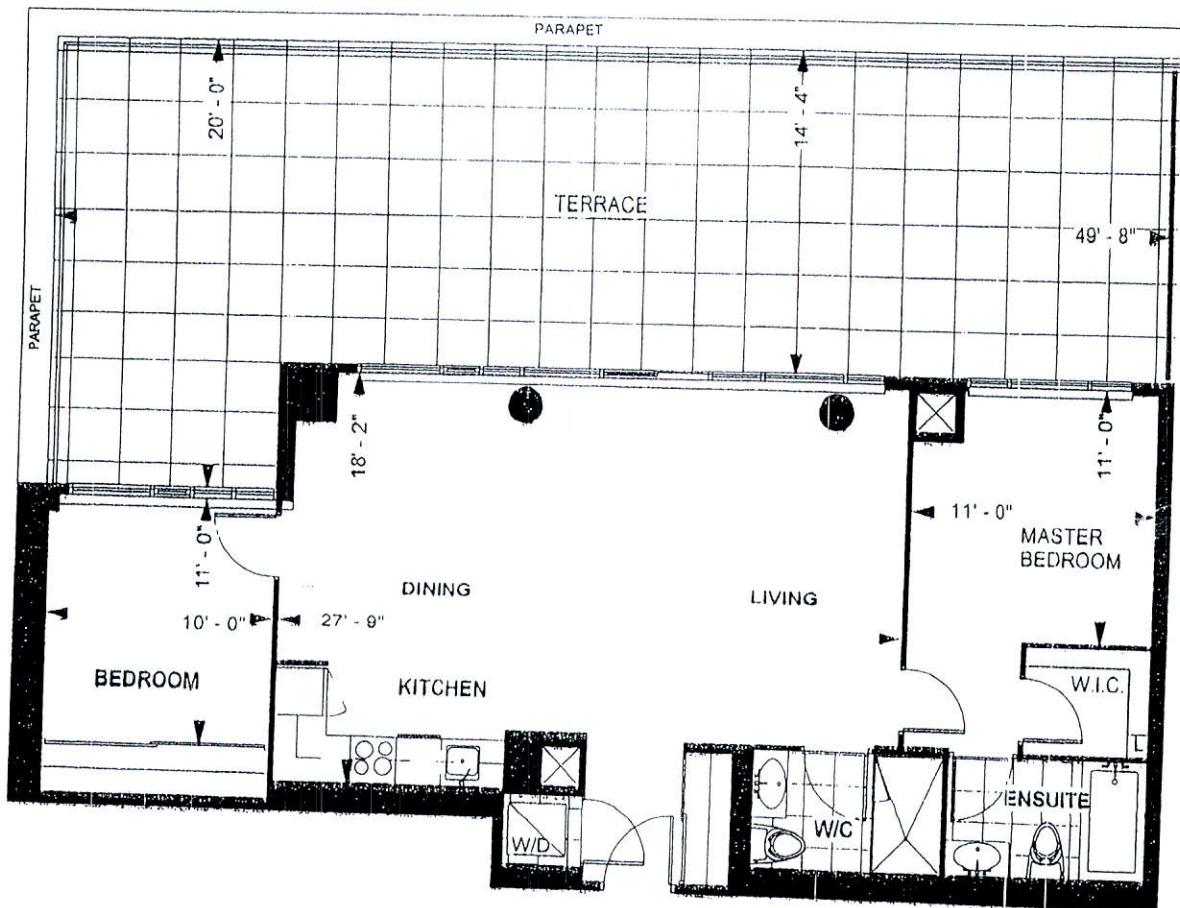 PARAPET
20' - 0"
14' - 4"
TERRACE
49' - 8"
PARAPET
18' - 2"
11' - 0"
11' - 0"
11' - 0"
MASTER
BEDROOM
DINING
LIVING
10' - 0"
27' - 9"
BEDROOM
KITCHEN
W.I.C.
ENSUITE
W/D
W/C